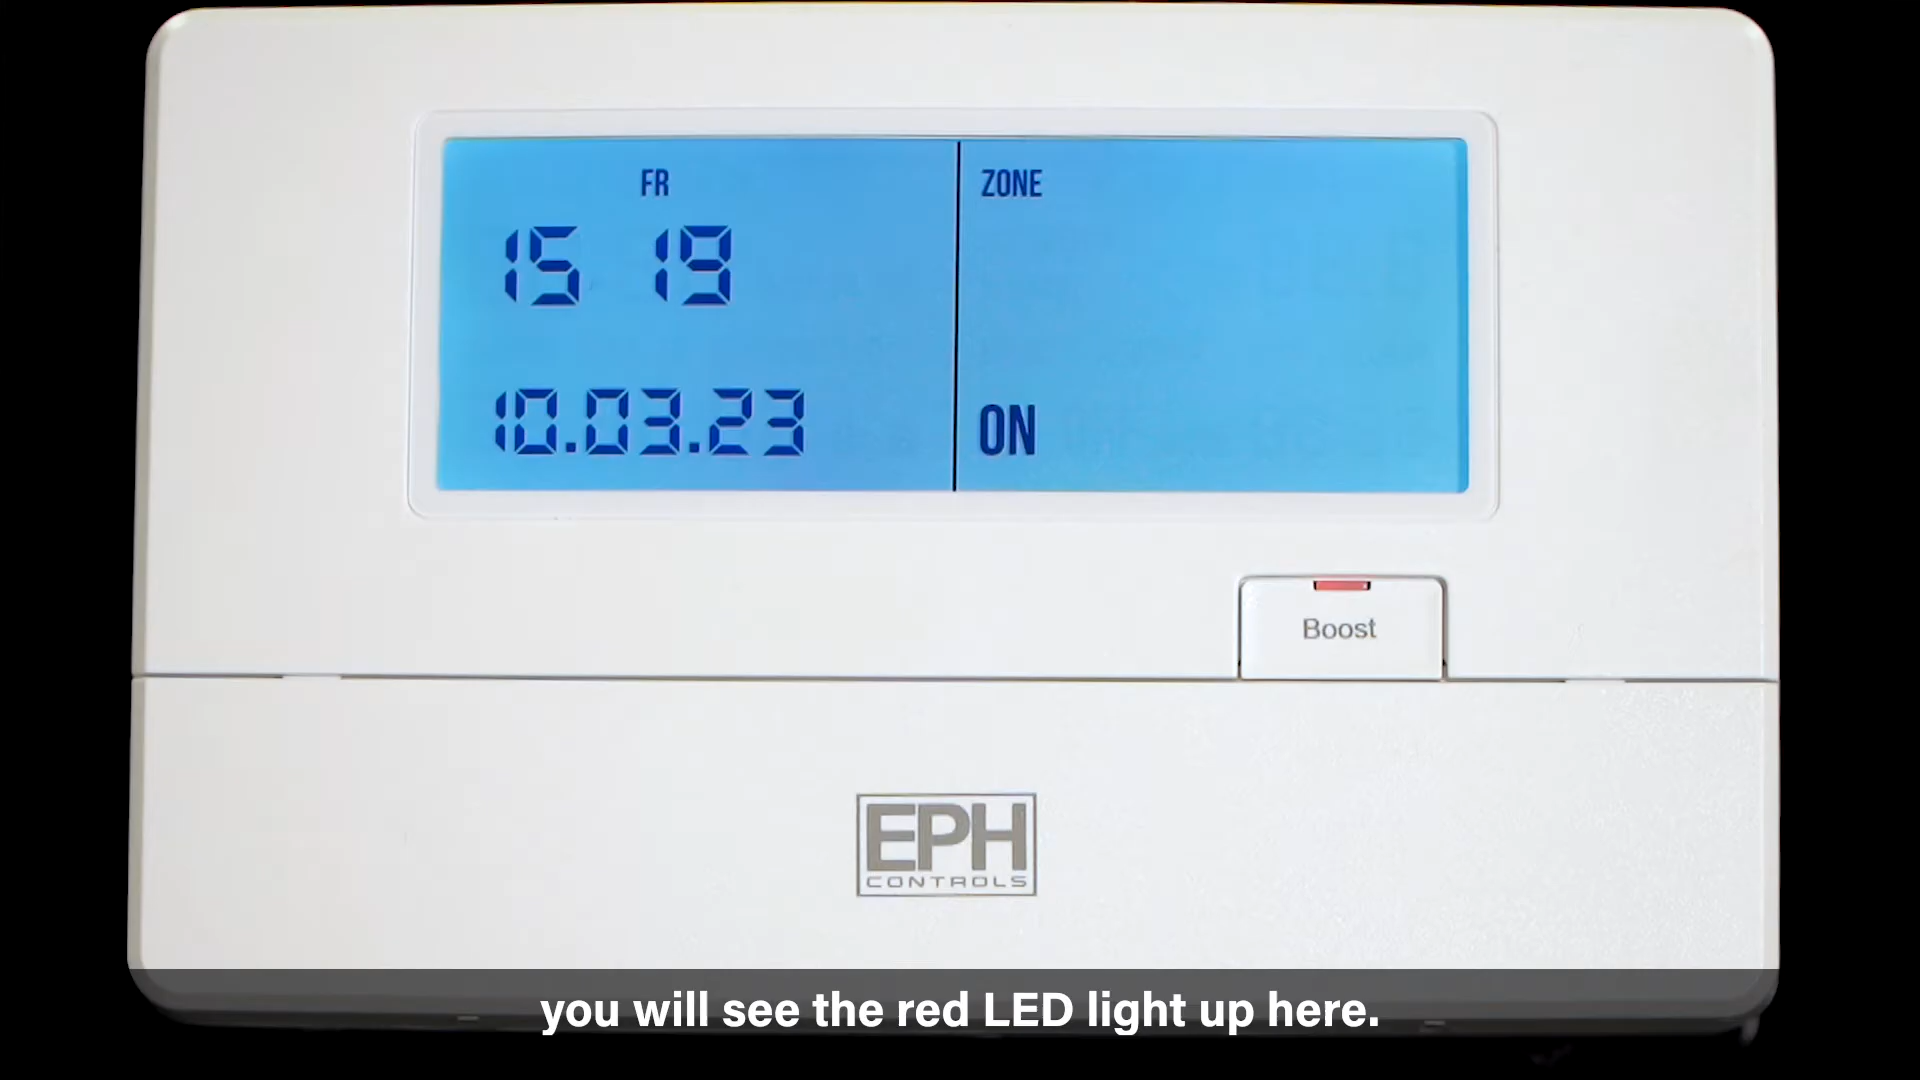 FR
15 19
10.03.23
ZONE
ON
Boost
EPH
CONTROLS
you will see the red LED light up here.